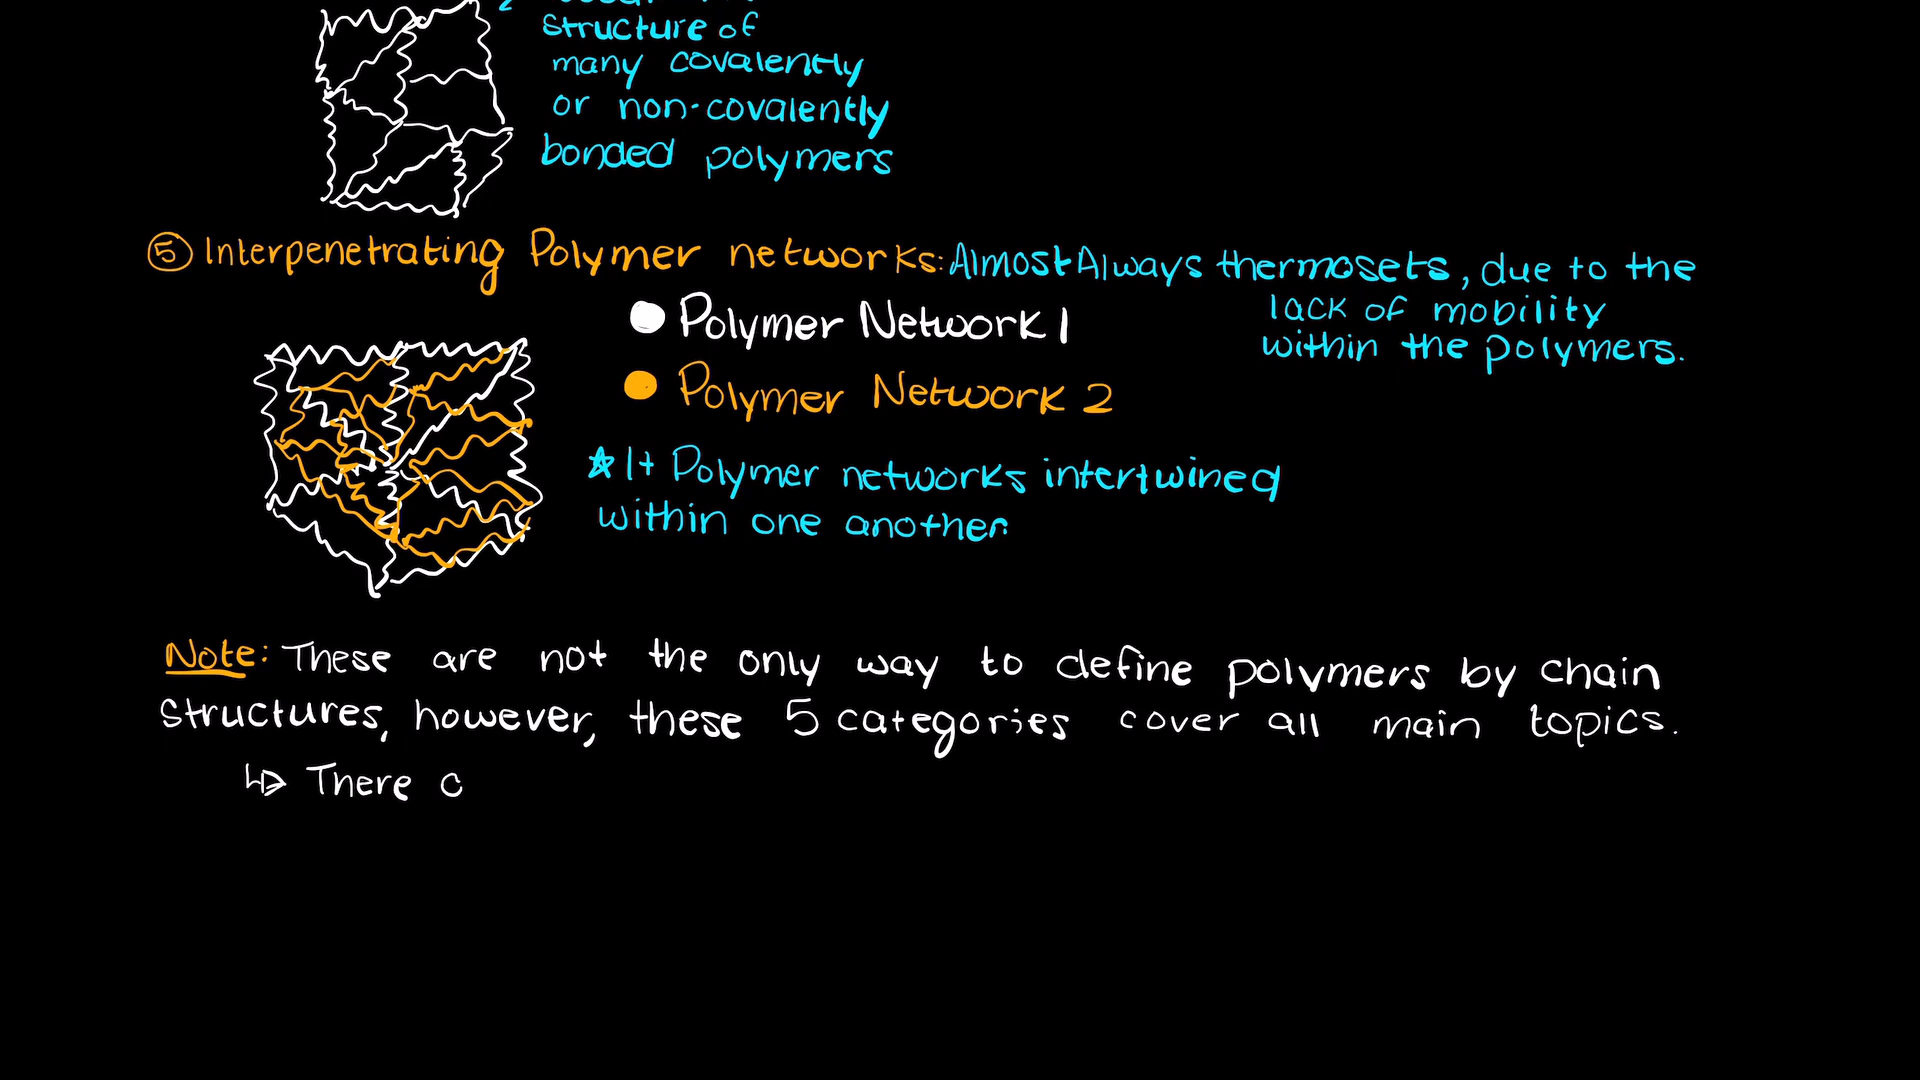 structure of
many covalently
or non-covalently
bonded polymers
⑤ Interpenetrating Polymer networks: Almost Always thermosets, due to the
lack of mobility
within the polymers.
Polymer Network 1
Polymer Network 2
★ 1+ Polymer networks intertwined
within one another
Note: These are not the only way to define polymers by chain
structures, however, these 5 categories cover all main topics.
↳ There